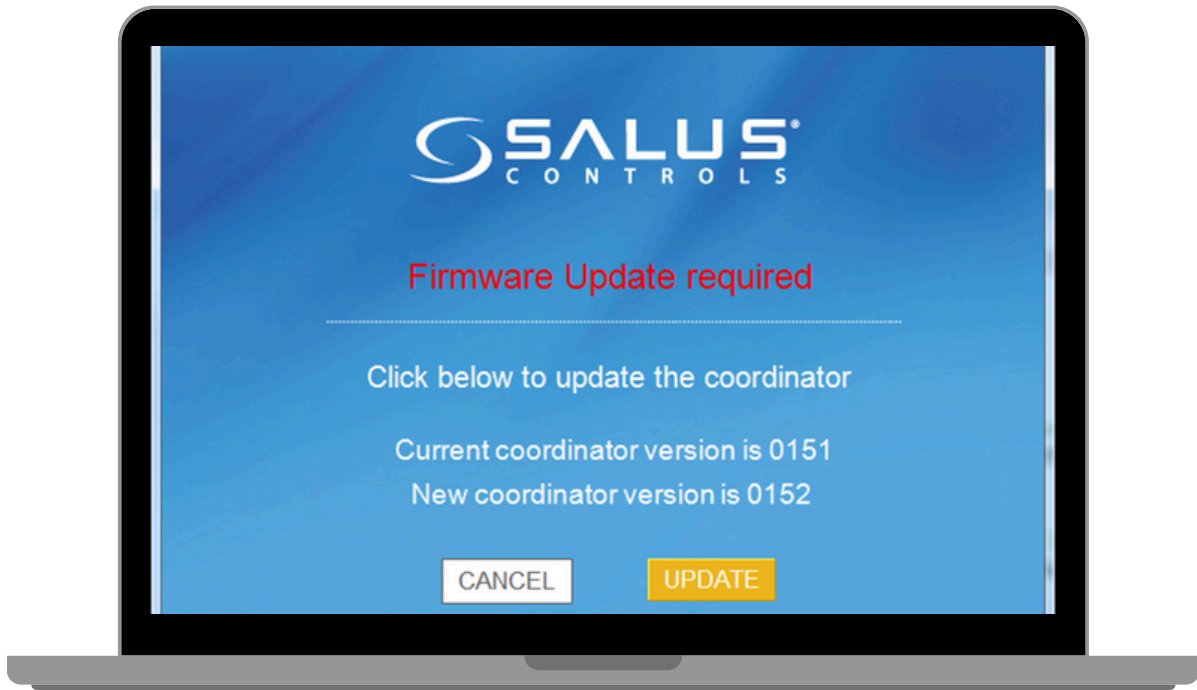 SALUS®
CONTROLS
Firmware Update required
Click below to update the coordinator
Current coordinator version is 0151
New coordinator version is 0152
CANCEL UPDATE